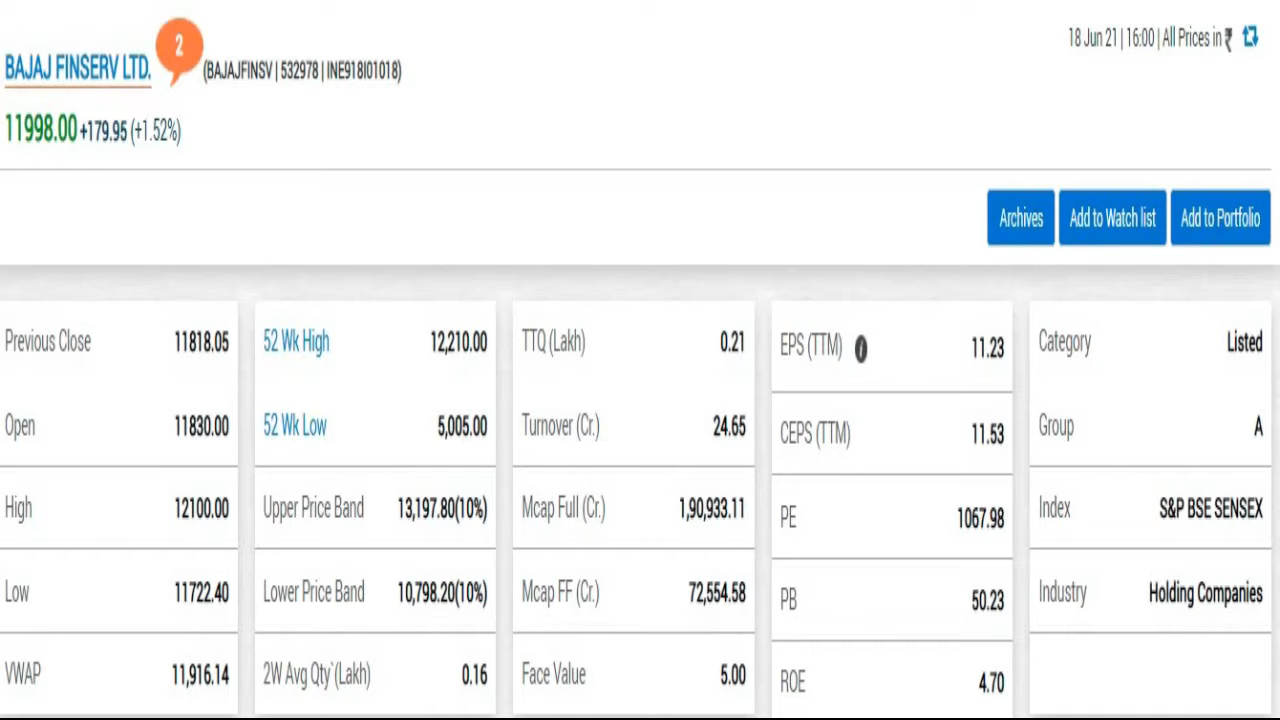 2
18 Jun 21 | 16:00 | All Prices in ₹
BAJAJ FINSERV LTD. (BAJAJFINSV | 532978 | INE918I01018)
11998.00 +179.95 (+1.52%)
Archives Add to Watch list Add to Portfolio
Previous Close 11818.05
Open 11830.00
High 12100.00
Low 11722.40
VWAP 11,916.14
52 Wk High 12,210.00
52 Wk Low 5,005.00
Upper Price Band 13,197.80(10%)
Lower Price Band 10,798.20(10%)
2W Avg Qty`(Lakh) 0.16
TTQ (Lakh) 0.21
Turnover (Cr.) 24.65
Mcap Full (Cr.) 1,90,933.11
Mcap FF (Cr.) 72,554.58
Face Value 5.00
EPS (TTM) i 11.23
CEPS (TTM) 11.53
PE 1067.98
PB 50.23
ROE 4.70
Category Listed
Group A
Index S&P BSE SENSEX
Industry Holding Companies